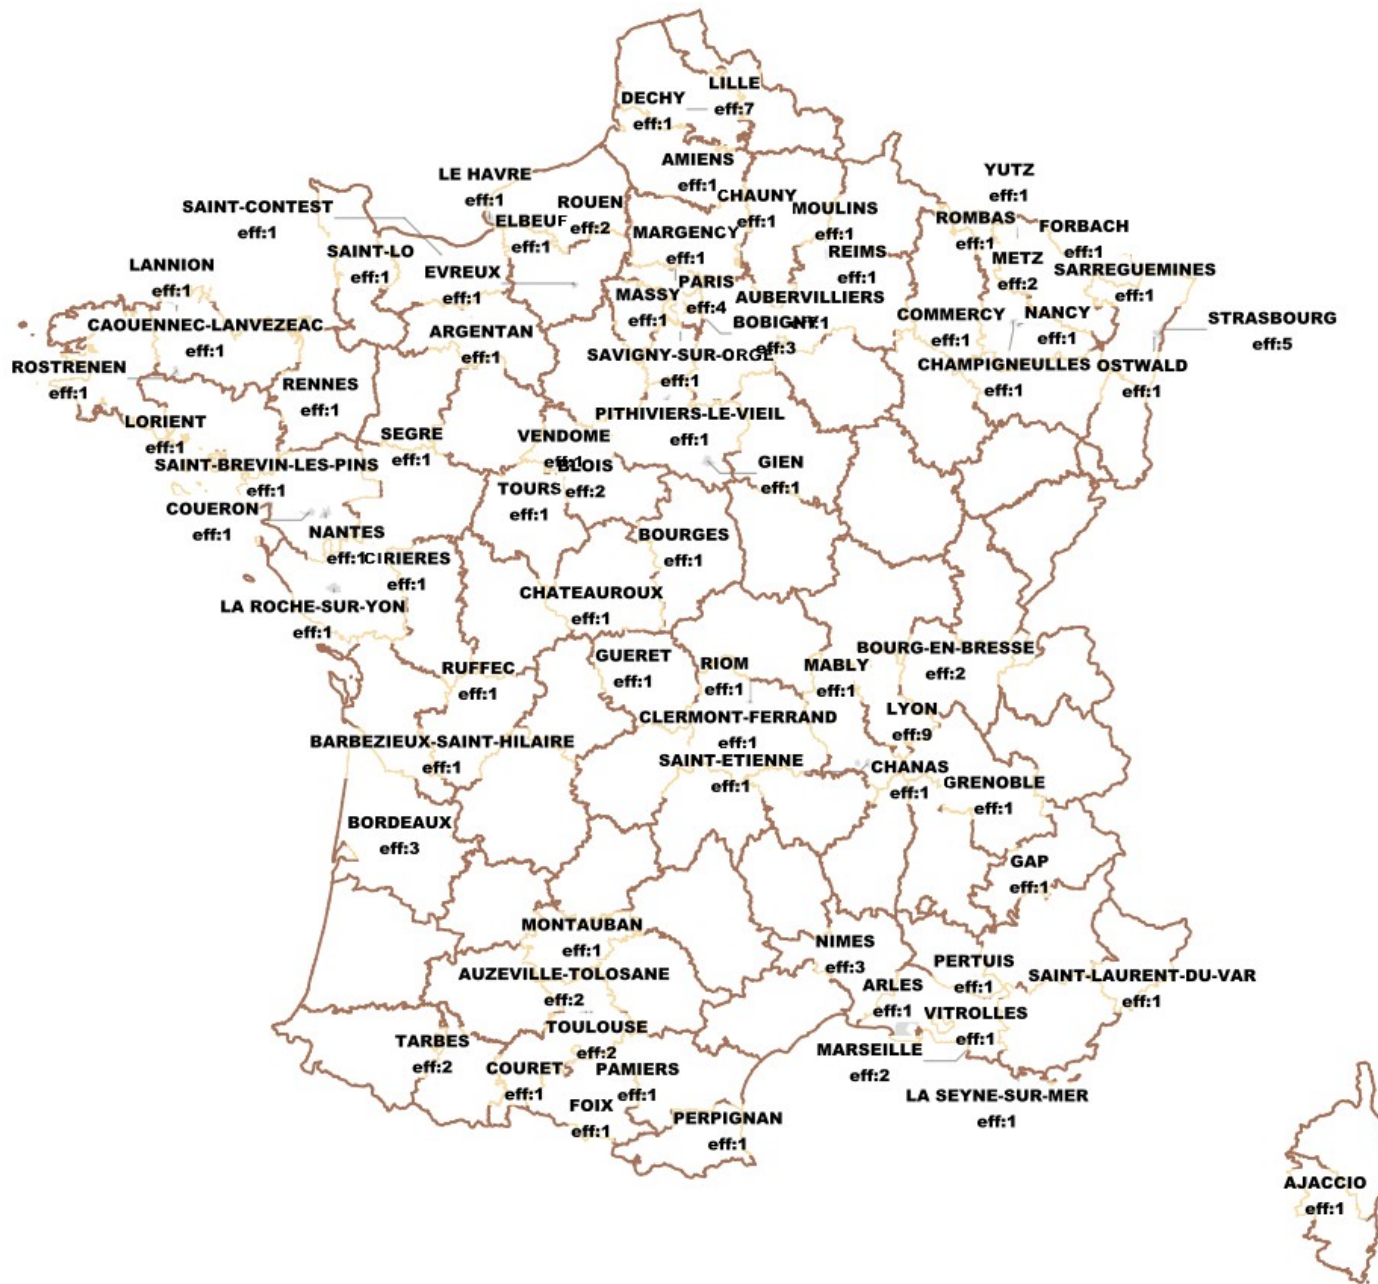 LILLE
eff:7
DECHY
eff:1
AMIENS
eff:1
LE HAVRE
eff:1
ROUEN
eff:2
ELBEUF
eff:1
CHAUNY
eff:1
MOULINS
eff:1
YUTZ
eff:1
ROMBAS
eff:1
FORBACH
eff:1
SAINT-CONTEST
eff:1
SAINT-LO
eff:1
MARGENCY
eff:1
REIMS
eff:1
METZ
eff:2
SARREGUEMINES
eff:1
LANNION
eff:1
EVREUX
eff:1
MASSY
eff:1
PARIS
eff:4
AUBERVILLIERS
eff:1
BOBIGNY
eff:3
COMMERCY
eff:1
NANCY
eff:1
STRASBOURG
eff:5
CAOUENNEC-LANVEZEAC
eff:1
ARGENTAN
eff:1
SAVIGNY-SUR-ORGE
eff:1
CHAMPIGNEULLES
eff:1
OSTWALD
eff:1
ROSTRENEN
eff:1
RENNES
eff:1
LORIENT
eff:1
SEGRE
eff:1
VENDOME
eff:1
PITHIVIERS-LE-VIEIL
eff:1
GIEN
eff:1
SAINT-BREVIN-LES-PINS
eff:1
BLOIS
eff:2
TOURS
eff:1
COUERON
eff:1
NANTES
eff:1
CIRIERES
eff:1
BOURGES
eff:1
CHATEAUROUX
eff:1
LA ROCHE-SUR-YON
eff:1
RUFFEC
eff:1
GUERET
eff:1
RIOM
eff:1
MABLY
eff:1
BOURG-EN-BRESSE
eff:2
CLERMONT-FERRAND
eff:1
LYON
eff:9
BARBEZIEUX-SAINT-HILAIRE
eff:1
SAINT-ETIENNE
eff:1
CHANAS
eff:1
GRENOBLE
eff:1
BORDEAUX
eff:3
GAP
eff:1
MONTAUBAN
eff:1
NIMES
eff:3
PERTUIS
eff:1
SAINT-LAURENT-DU-VAR
eff:1
AUZEVILLE-TOLOSANE
eff:2
ARLES
eff:1
VITROLLES
eff:1
TOULOUSE
eff:2
TARBES
eff:2
MARSEILLE
eff:2
COURET
eff:1
PAMIERS
eff:1
LA SEYNE-SUR-MER
eff:1
FOIX
eff:1
PERPIGNAN
eff:1
AJACCIO
eff:1